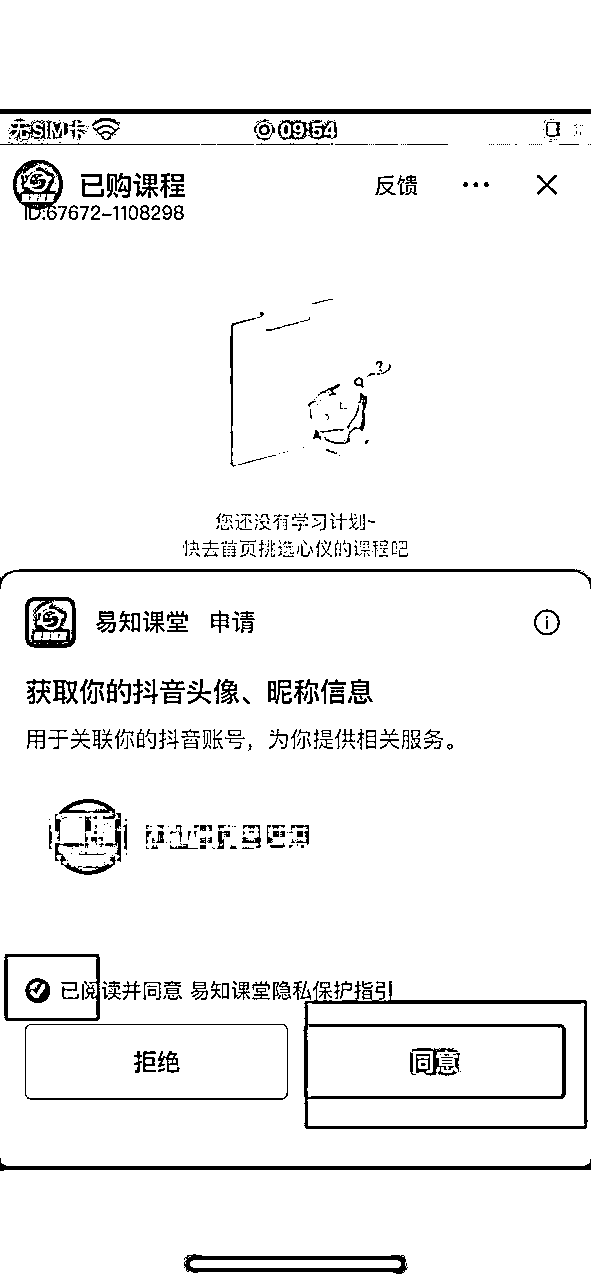 无SIM卡 09:54
已购课程 反馈
ID:67672-1108298
您还没有学习计划~
快去首页挑选心仪的课程吧
易知课堂 申请
获取你的抖音头像、昵称信息
用于关联你的抖音账号，为你提供相关服务。
已阅读并同意 易知课堂隐私保护指引
拒绝 同意